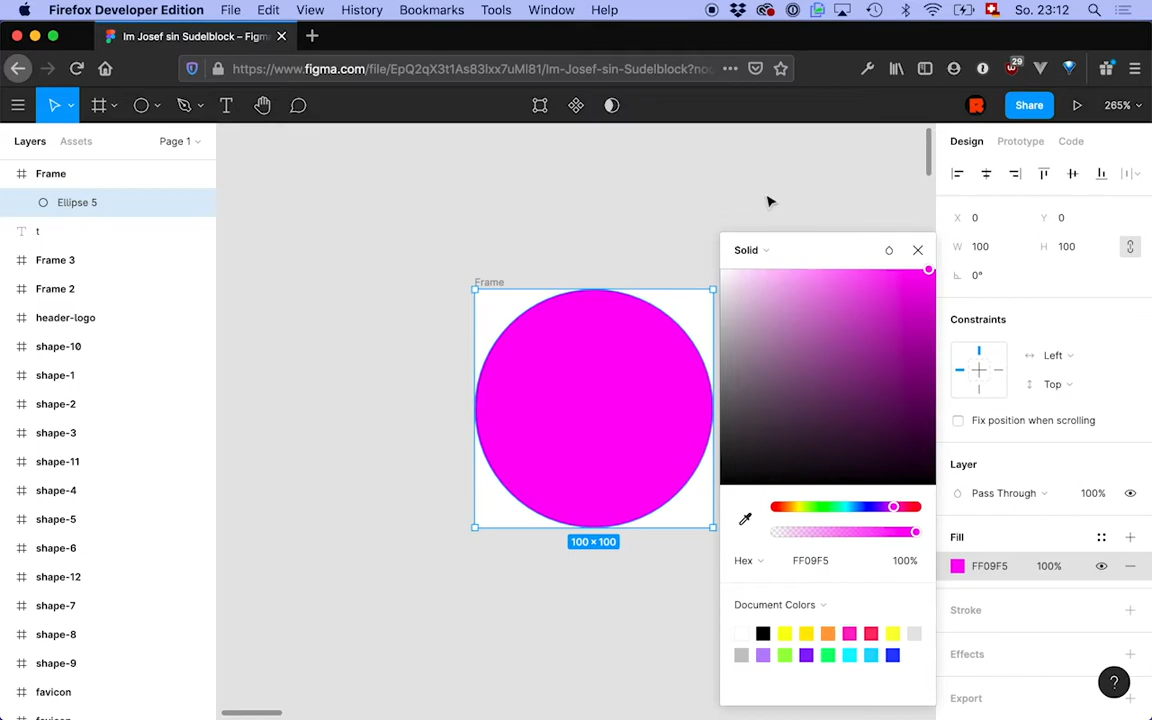 Firefox Developer Edition File Edit View History Bookmarks Tools Window Help So. 23:12
Im Josef sin Sudelblock – Figm
https://www.figma.com/file/EpQ2qX3t1As83lxx7uMl81/Im-Josef-sin-Sudelblock?no 29
Share 265%
Layers Assets Page 1
Frame
Ellipse 5
t
Frame 3
Frame 2
header-logo
shape-10
shape-1
shape-2
shape-3
shape-11
shape-4
shape-5
shape-6
shape-12
shape-7
shape-8
shape-9
favicon
Frame
100 × 100
Solid
Hex FF09F5 100%
Document Colors
Design Prototype Code
X 0 Y 0
W 100 H 100
0°
Constraints
Left
Top
Fix position when scrolling
Layer
Pass Through 100%
Fill
FF09F5 100%
Stroke
Effects
Export
?